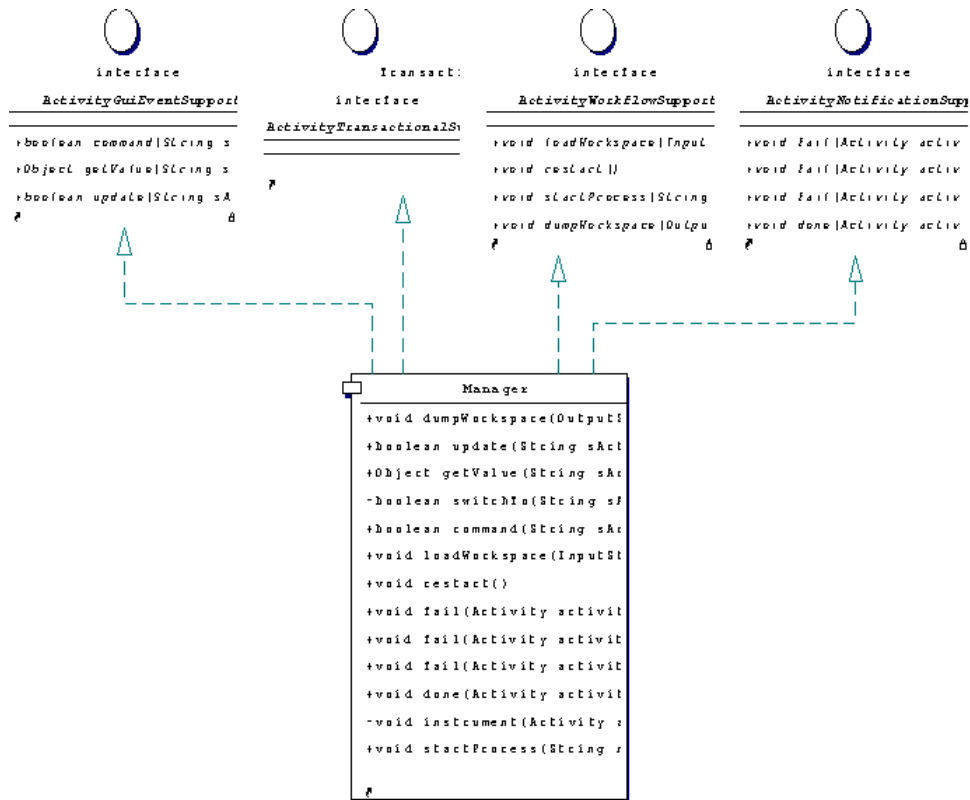 interface
ActivityGuiEventSupport
+boolean command(String s
+Object getValue(String s
+boolean update(String sA
Transact
interface
ActivityTransactionalS
interface
ActivityWorkflowSupport
+void loadWorkspace(Input
+void restart()
+void startProcess(String
+void dumpWorkspace(Outpu
interface
ActivityNotificationSupp
+void fail(Activity activ
+void fail(Activity activ
+void fail(Activity activ
+void done(Activity activ
Manager
+void dumpWorkspace(OutputS
+boolean update(String sAct
+Object getValue(String sAc
-boolean switchTo(String sA
+boolean command(String sAc
+void loadWorkspace(InputSt
+void restart()
+void fail(Activity activit
+void fail(Activity activit
+void fail(Activity activit
+void done(Activity activit
-void instrument(Activity a
+void startProcess(String n